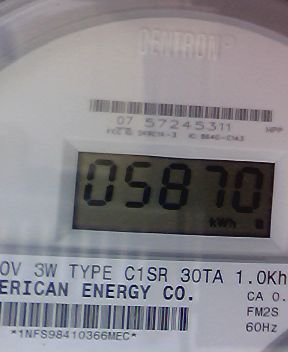 CENTRON®
07 57245311 HPP
05870
kWh
0V 3W TYPE C1SR 30TA 1.0Kh
ERICAN ENERGY CO. CA 0.
FM2S
*1NFS98410366MEC* 60Hz